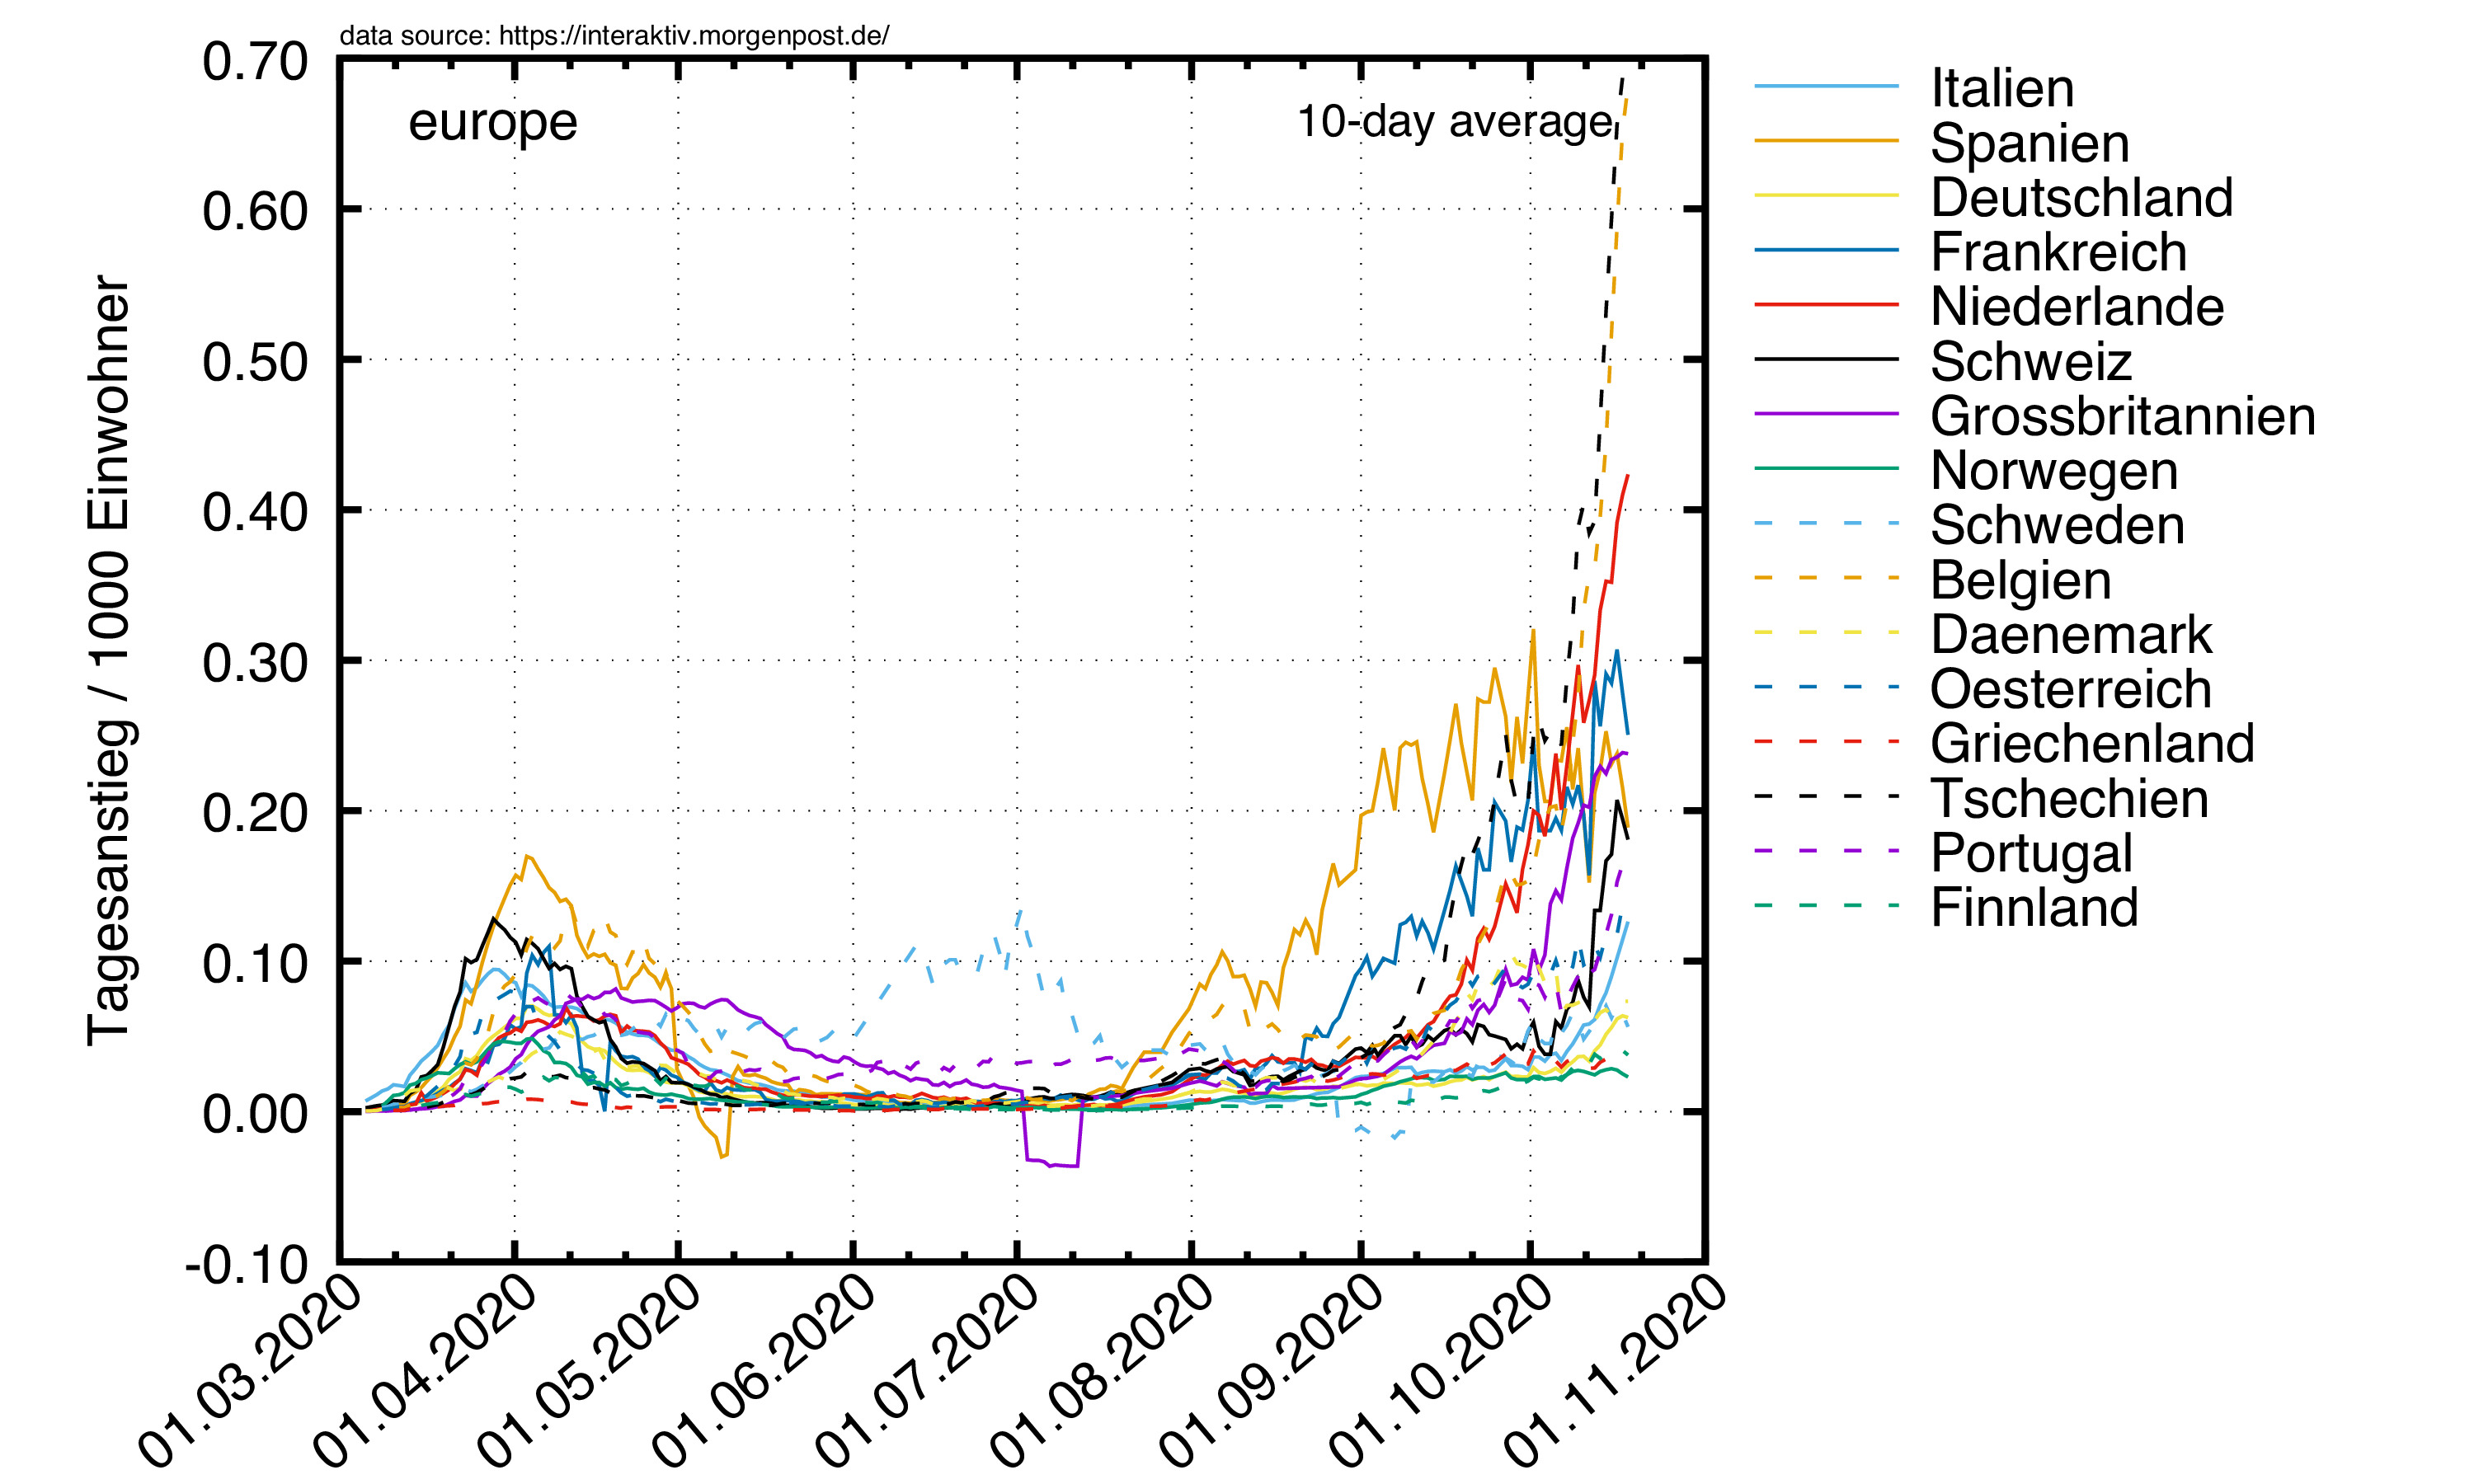 data source: https://interaktiv.morgenpost.de/
europe
10-day average
Tagesanstieg / 1000 Einwohner
0.70
0.60
0.50
0.40
0.30
0.20
0.10
0.00
-0.10
01.03.2020
01.04.2020
01.05.2020
01.06.2020
01.07.2020
01.08.2020
01.09.2020
01.10.2020
01.11.2020
Italien
Spanien
Deutschland
Frankreich
Niederlande
Schweiz
Grossbritannien
Norwegen
Schweden
Belgien
Daenemark
Oesterreich
Griechenland
Tschechien
Portugal
Finnland